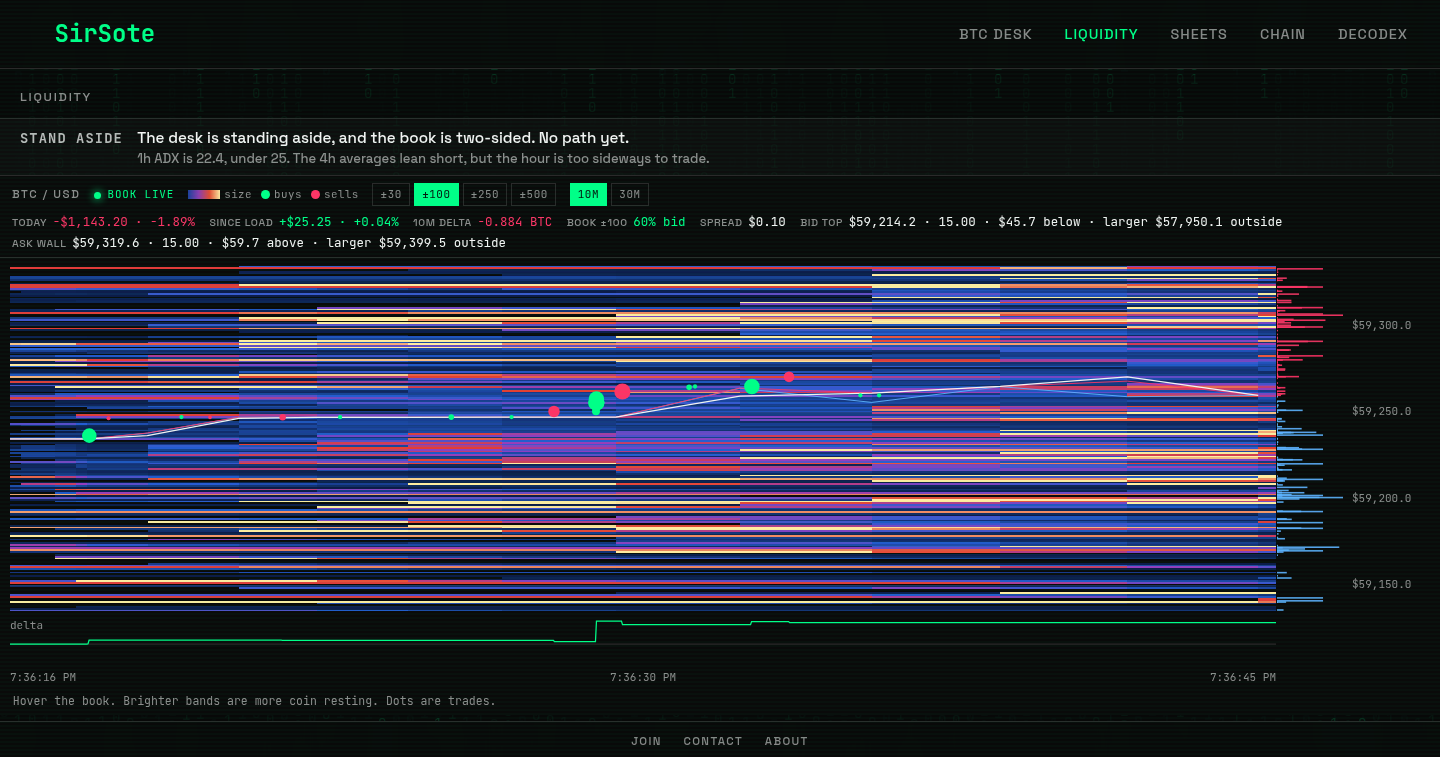 SirSote
BTC DESK LIQUIDITY SHEETS CHAIN DECODEX
LIQUIDITY
STAND ASIDE The desk is standing aside, and the book is two-sided. No path yet.
1h ADX is 22.4, under 25. The 4h averages lean short, but the hour is too sideways to trade.
BTC / USD BOOK LIVE size buys sells ±30 ±100 ±250 ±500 10M 30M
TODAY -$1,143.20 · -1.89% SINCE LOAD +$25.25 · +0.04% 10M DELTA -0.884 BTC BOOK ±100 60% bid SPREAD $0.10 BID TOP $59,214.2 · 15.00 · $45.7 below · larger $57,950.1 outside
ASK WALL $59,319.6 · 15.00 · $59.7 above · larger $59,399.5 outside
$59,300.0
$59,250.0
$59,200.0
$59,150.0
delta
7:36:16 PM 7:36:30 PM 7:36:45 PM
Hover the book. Brighter bands are more coin resting. Dots are trades.
JOIN CONTACT ABOUT